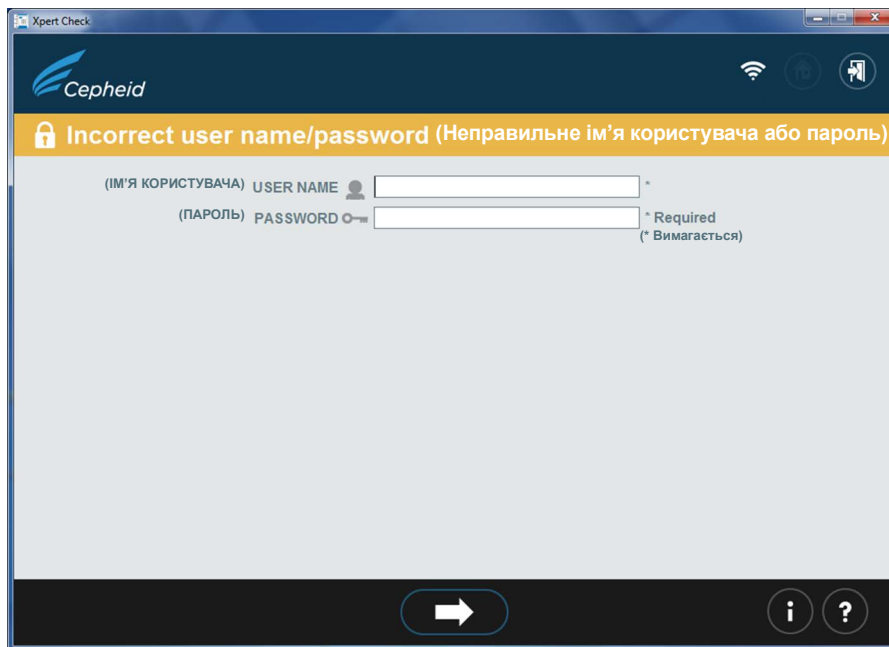 Xpert Check
Cepheid
Incorrect user name/password (Неправильне ім’я користувача або пароль)
(ІМ’Я КОРИСТУВАЧА) USER NAME *
(ПАРОЛЬ) PASSWORD * Required
(* Вимагається)
i ?